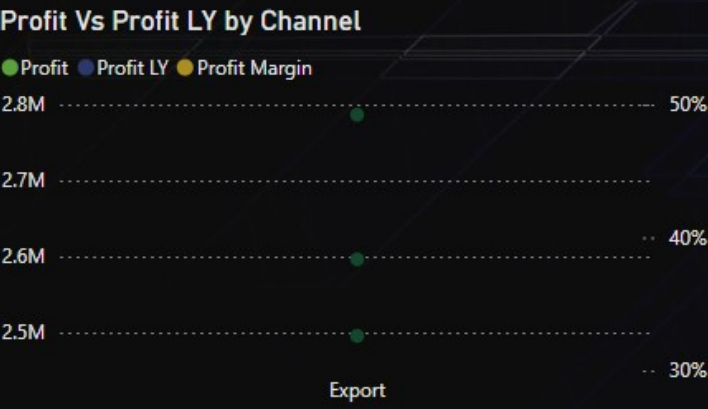 Profit Vs Profit LY by Channel
Profit Profit LY Profit Margin
2.8M 50%
2.7M
40%
2.6M
2.5M
30%
Export